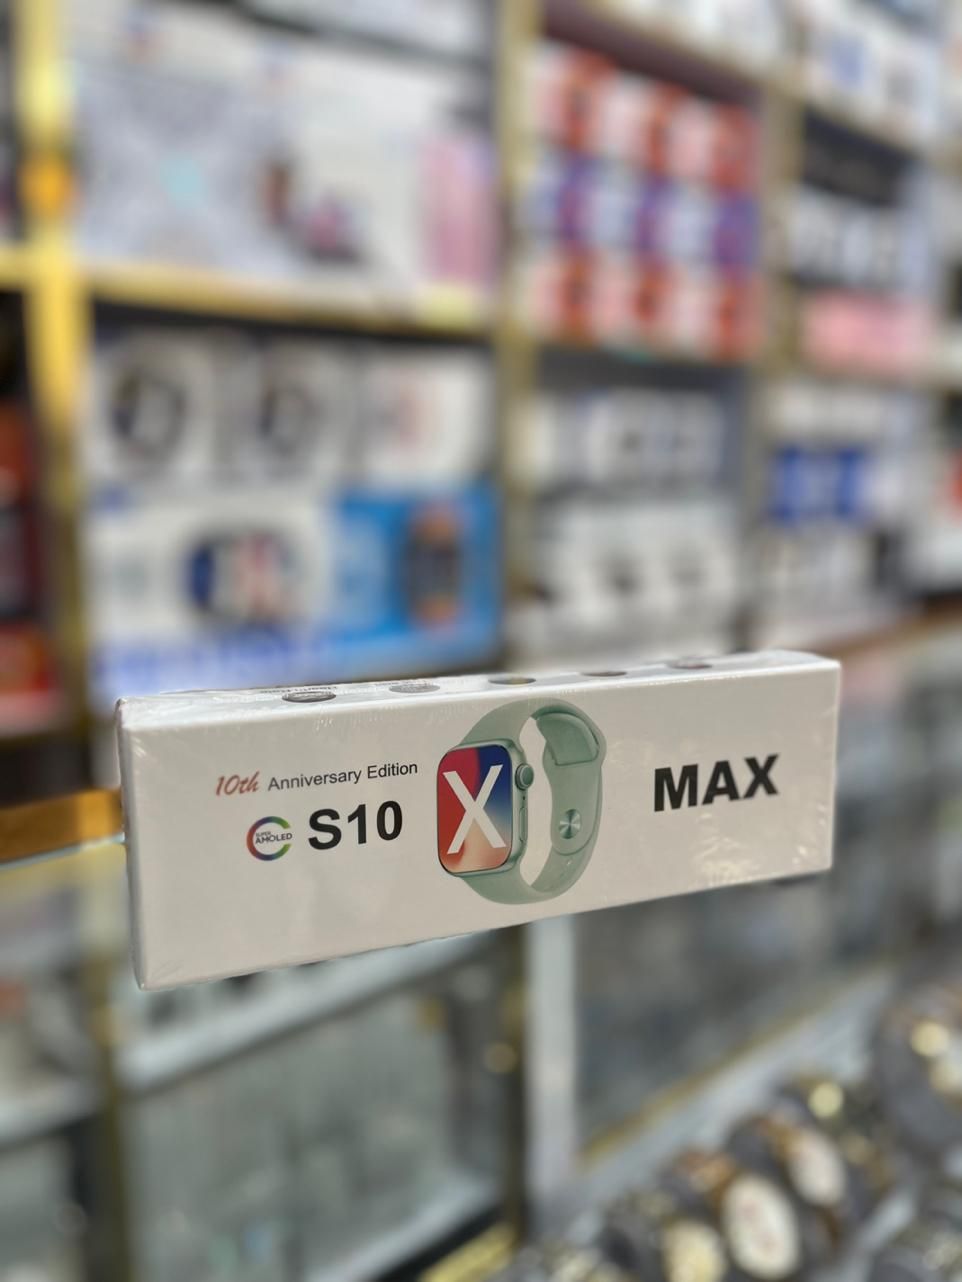 10th Anniversary Edition
SUPER
AMOLED
S10
X
MAX